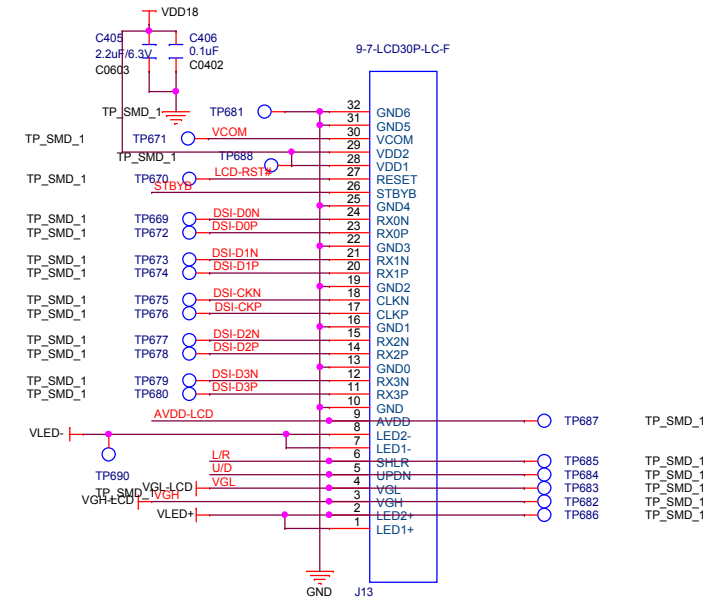 VDD18
C405
C406
2.2uF/6.3V
0.1uF
C0603
C0402
9-7-LCD30P-LC-F
TP_SMD_1 TP681 32 GND6
31 GND5
TP_SMD_1 TP671 VCOM 30 VCOM
29 VDD2
TP_SMD_1 TP688 28 VDD1
TP_SMD_1 TP670 LCD-RST# 27 RESET
STBYB 26 STBYB
25 GND4
TP_SMD_1 TP669 DSI-D0N 24 RX0N
TP_SMD_1 TP672 DSI-D0P 23 RX0P
22 GND3
TP_SMD_1 TP673 DSI-D1N 21 RX1N
TP_SMD_1 TP674 DSI-D1P 20 RX1P
19 GND2
TP_SMD_1 TP675 DSI-CKN 18 CLKN
TP_SMD_1 TP676 DSI-CKP 17 CLKP
16 GND1
TP_SMD_1 TP677 DSI-D2N 15 RX2N
TP_SMD_1 TP678 DSI-D2P 14 RX2P
13 GND0
TP_SMD_1 TP679 DSI-D3N 12 RX3N
TP_SMD_1 TP680 DSI-D3P 11 RX3P
10 GND
AVDD-LCD 9 AVDD TP687 TP_SMD_1
VLED- 8 LED2-
7 LED1-
L/R 6 SHLR TP685 TP_SMD_1
TP690 U/D 5 UPDN TP684 TP_SMD_1
VGL-LCD VGL 4 VGL TP683 TP_SMD_1
TP_SMD_1
VGH-LCD VGH 3 VGH TP682 TP_SMD_1
VLED+ 2 LED2+ TP686 TP_SMD_1
1 LED1+
GND J13